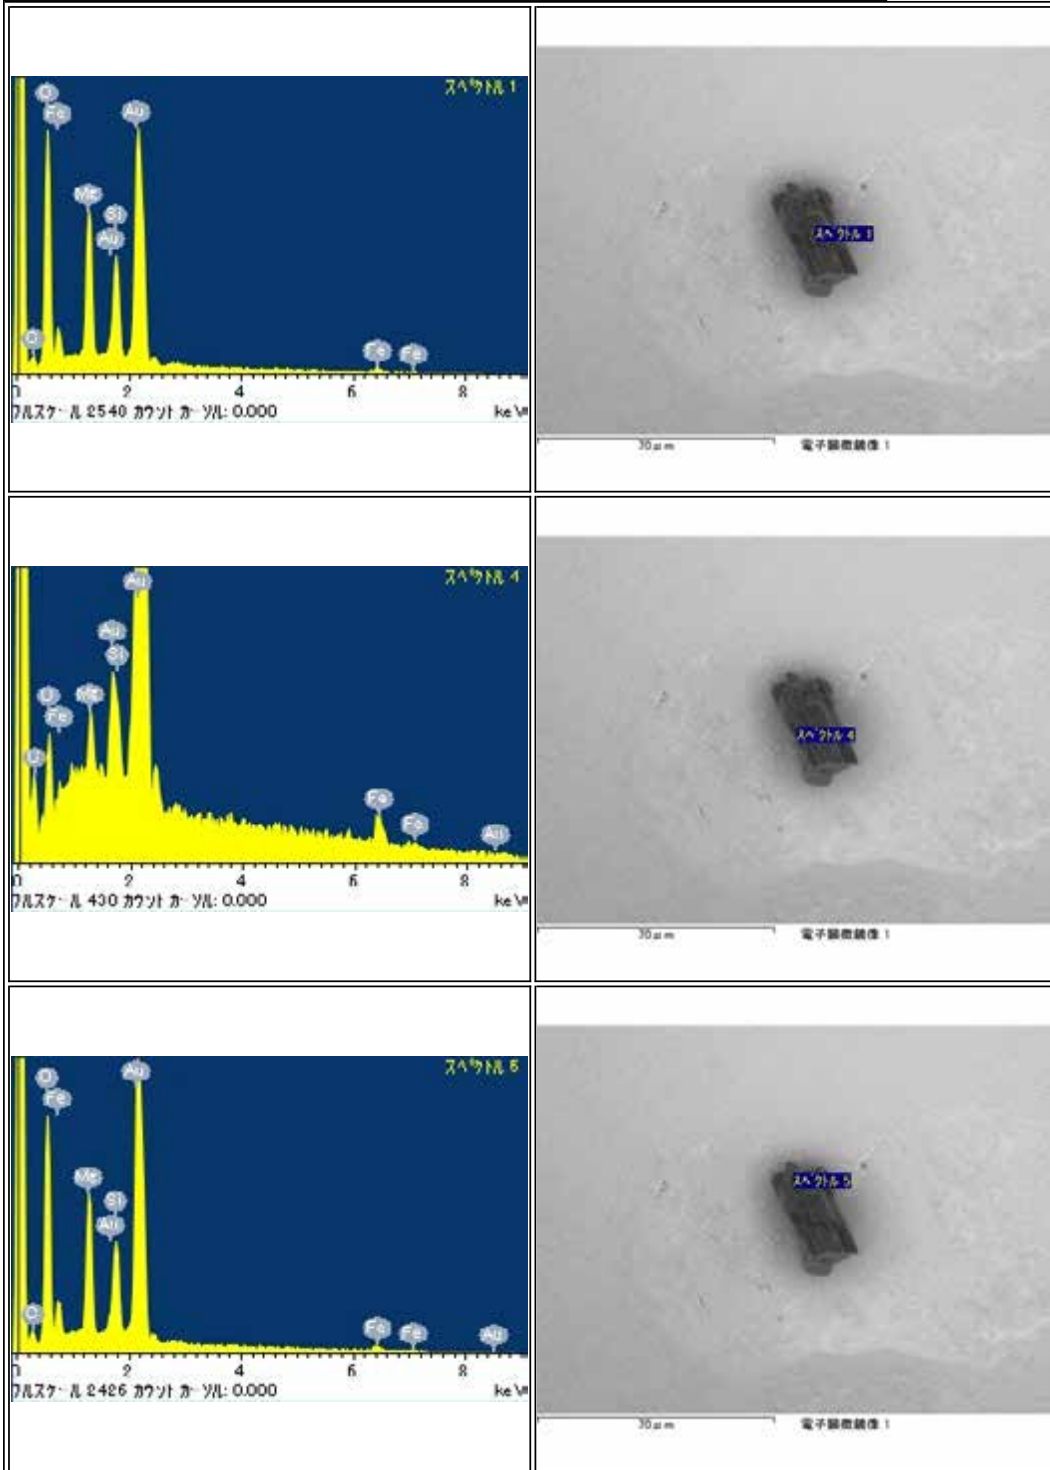 スペクトル 1
O
Fe
Au
Mg
Si
Au
C
Fe
Fe
0 2 4 6 8
フルスケール 2540 カウント カーソル: 0.000 keV
スペクトル 1
電子顕微鏡像 1
スペクトル 4
Au
Au
Si
O
Mg
Fe
Fe
Fe
Au
0 2 4 6 8
フルスケール 430 カウント カーソル: 0.000 keV
スペクトル 4
電子顕微鏡像 1
スペクトル 5
O
Au
Fe
Mg
Si
Au
C
Fe
Fe
Au
0 2 4 6 8
フルスケール 2426 カウント カーソル: 0.000 keV
スペクトル 5
電子顕微鏡像 1